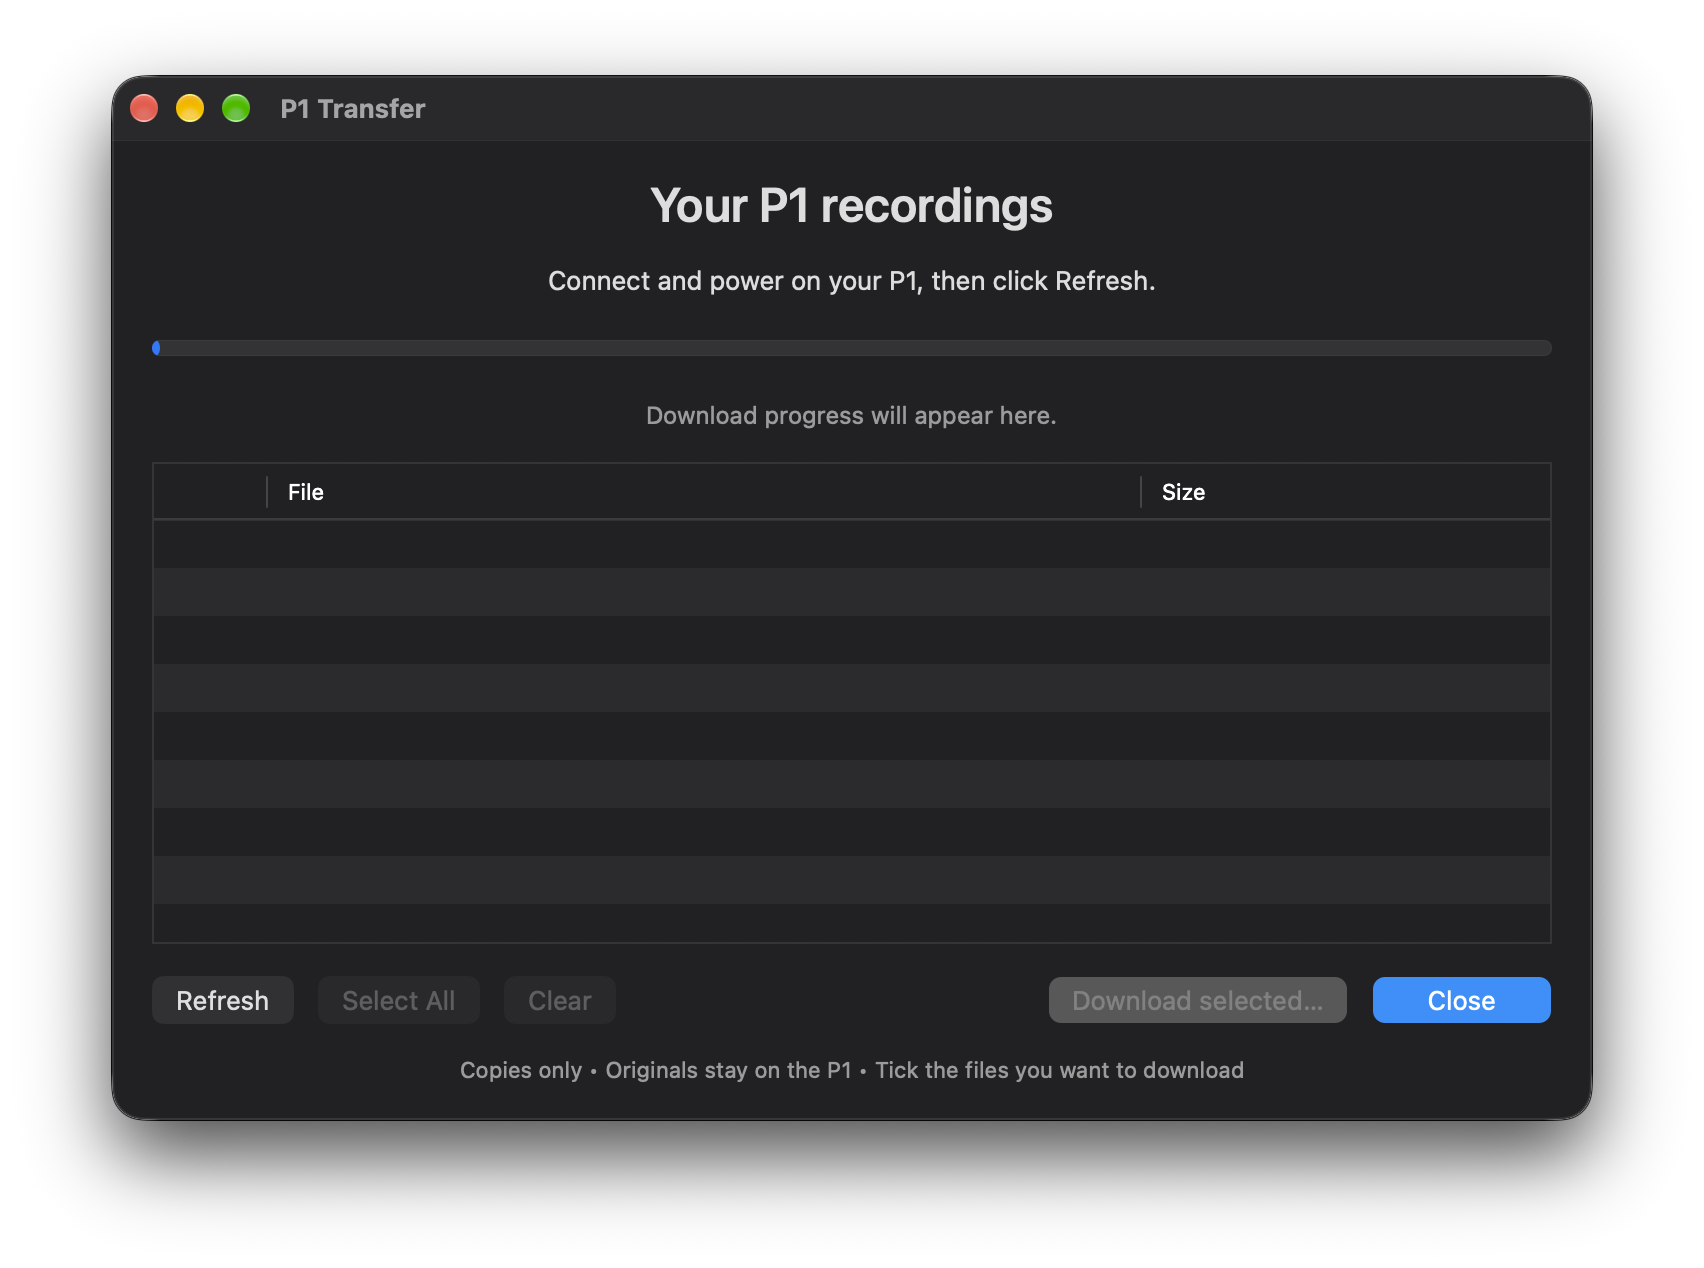 P1 Transfer
Your P1 recordings
Connect and power on your P1, then click Refresh.
Download progress will appear here.
File Size
Refresh Select All Clear Download selected... Close
Copies only • Originals stay on the P1 • Tick the files you want to download